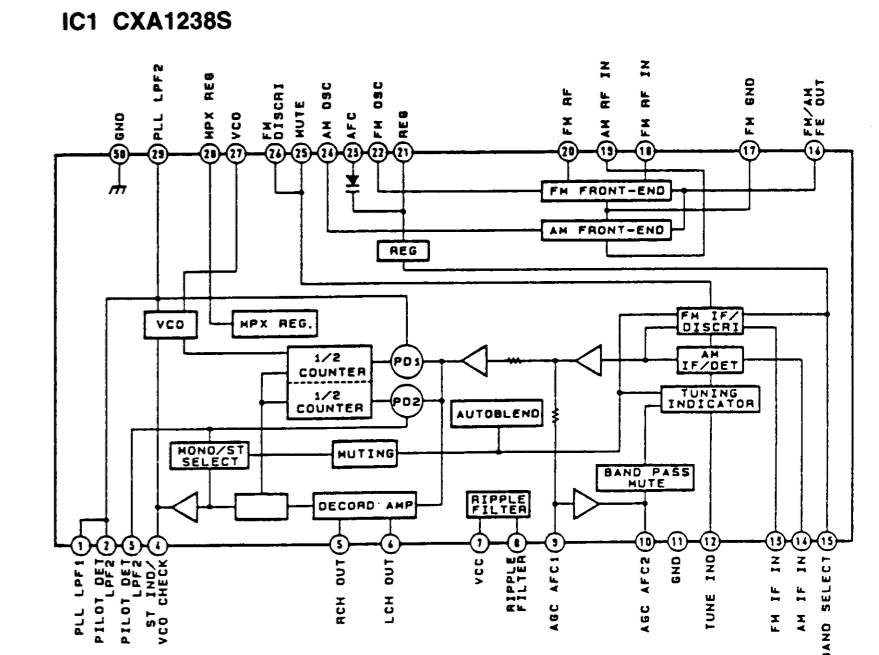 IC1 CXA1238S
GND
PLL LPF2
MPX REG
VCO
FM
DISCRI
MUTE
AM OSC
AFC
FM OSC
REG
FM RF
AM RF IN
FM RF IN
FM GND
FM/AM
FE OUT
30
29
28
27
26
25
24
23
22
21
20
19
18
17
16
FM FRONT-END
AM FRONT-END
REG
VCO
MPX REG.
1/2
COUNTER
1/2
COUNTER
PD1
PD2
FM IF/
DISCRI
AM
IF/DET
TUNING
INDICATOR
AUTOBLEND
MONO/ST
SELECT
MUTING
BAND PASS
MUTE
DECORD AMP
RIPPLE
FILTER
1
2
3
4
5
6
7
8
9
10
11
12
13
14
15
PLL LPF1
PILOT DET
LPF2
PILOT DET
LPF2
ST IND/
VCO CHECK
RCH OUT
LCH OUT
VCC
RIPPLE
FILTER
AGC AFC1
AGC AFC2
GND
TUNE IND
FM IF IN
AM IF IN
BAND SELECT